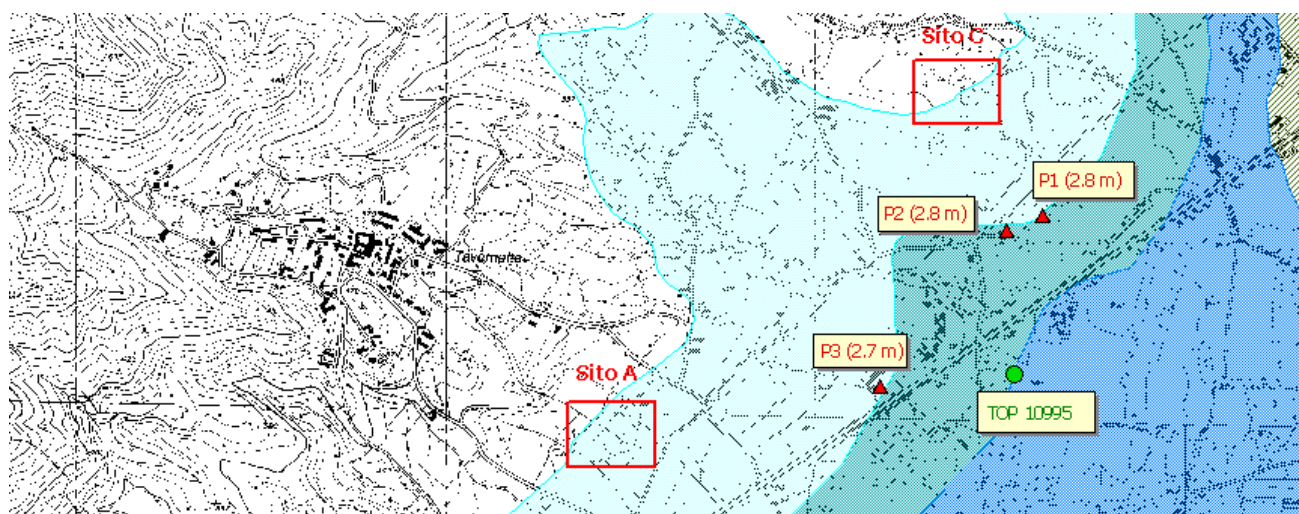 Sito C
P1 (2.8 m)
P2 (2.8 m)
Tavernelle
P3 (2.7 m)
Sito A
TOP 10995